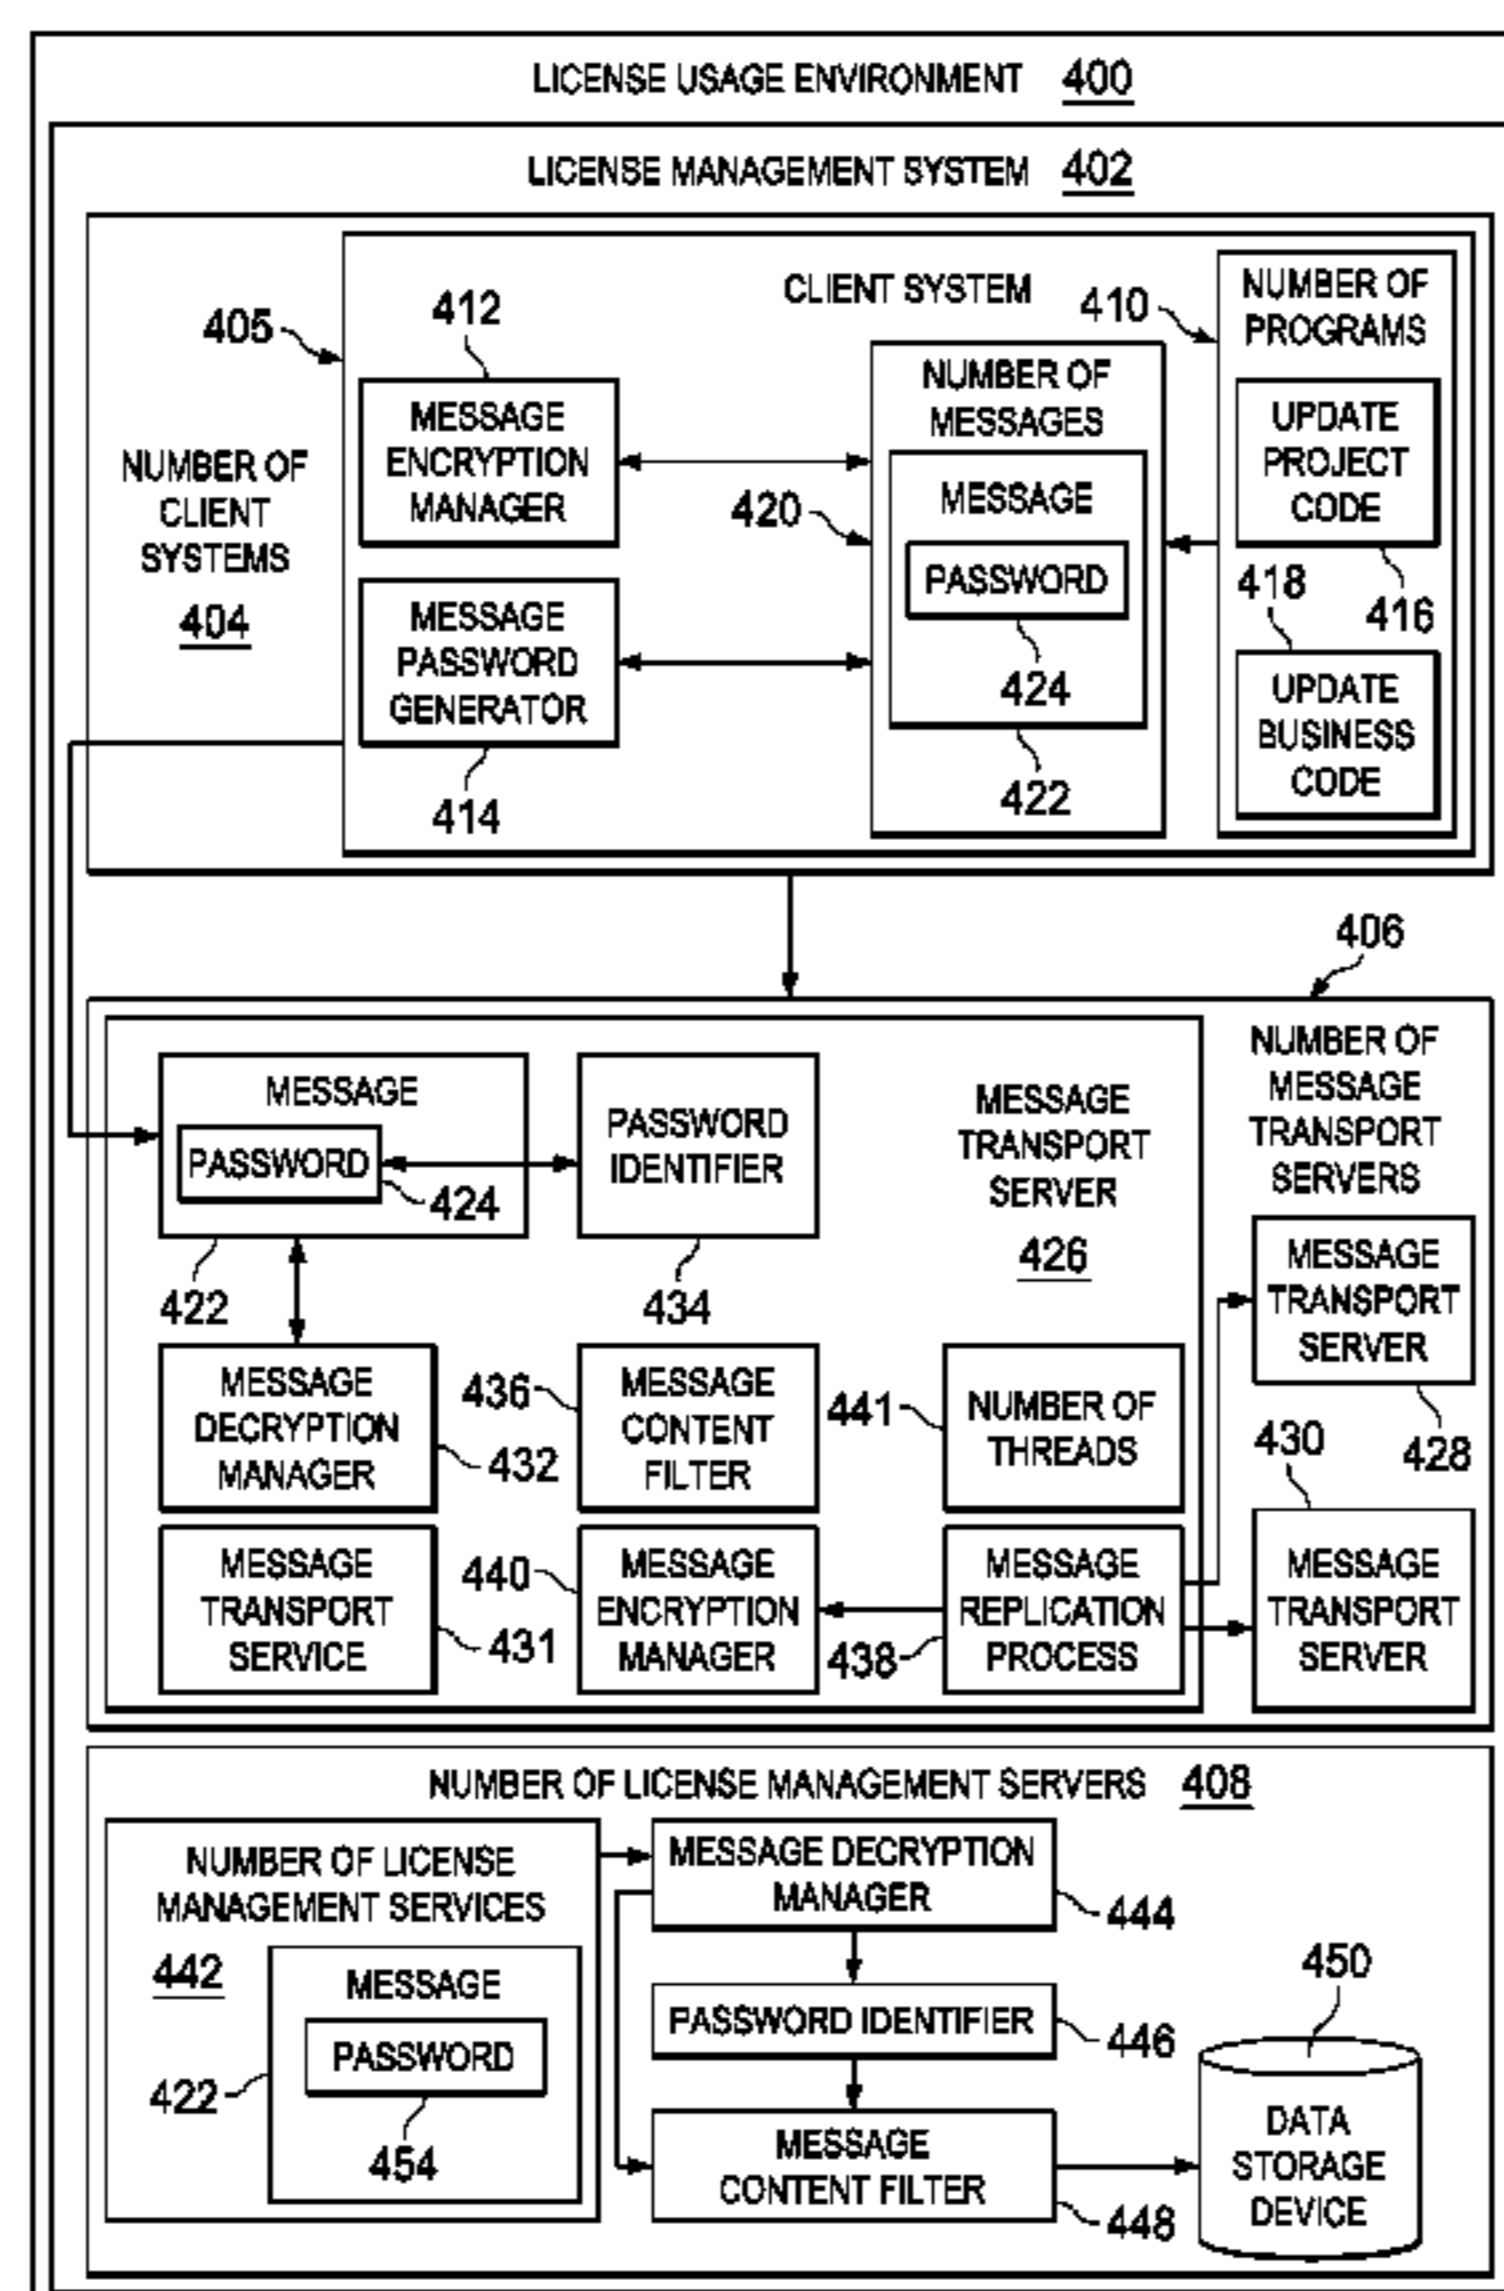 LICENSE USAGE ENVIRONMENT 400
LICENSE MANAGEMENT SYSTEM 402
CLIENT SYSTEM
405
412
410
NUMBER OF
PROGRAMS
NUMBER OF
CLIENT
SYSTEMS
404
MESSAGE
ENCRYPTION
MANAGER
MESSAGE
PASSWORD
GENERATOR
414
NUMBER OF
MESSAGES
420
MESSAGE
PASSWORD
424
422
UPDATE
PROJECT
CODE
416
418
UPDATE
BUSINESS
CODE
406
NUMBER OF
MESSAGE
TRANSPORT
SERVERS
MESSAGE
PASSWORD
424
422
PASSWORD
IDENTIFIER
434
MESSAGE
TRANSPORT
SERVER
426
MESSAGE
TRANSPORT
SERVER
428
MESSAGE
DECRYPTION
MANAGER
432
436
MESSAGE
CONTENT
FILTER
441
NUMBER OF
THREADS
430
MESSAGE
TRANSPORT
SERVICE
431
440
MESSAGE
ENCRYPTION
MANAGER
438
MESSAGE
REPLICATION
PROCESS
MESSAGE
TRANSPORT
SERVER
NUMBER OF LICENSE MANAGEMENT SERVERS 408
NUMBER OF LICENSE
MANAGEMENT SERVICES
442
MESSAGE
PASSWORD
422
454
MESSAGE DECRYPTION
MANAGER
444
PASSWORD IDENTIFIER
446
MESSAGE
CONTENT FILTER
448
450
DATA
STORAGE
DEVICE